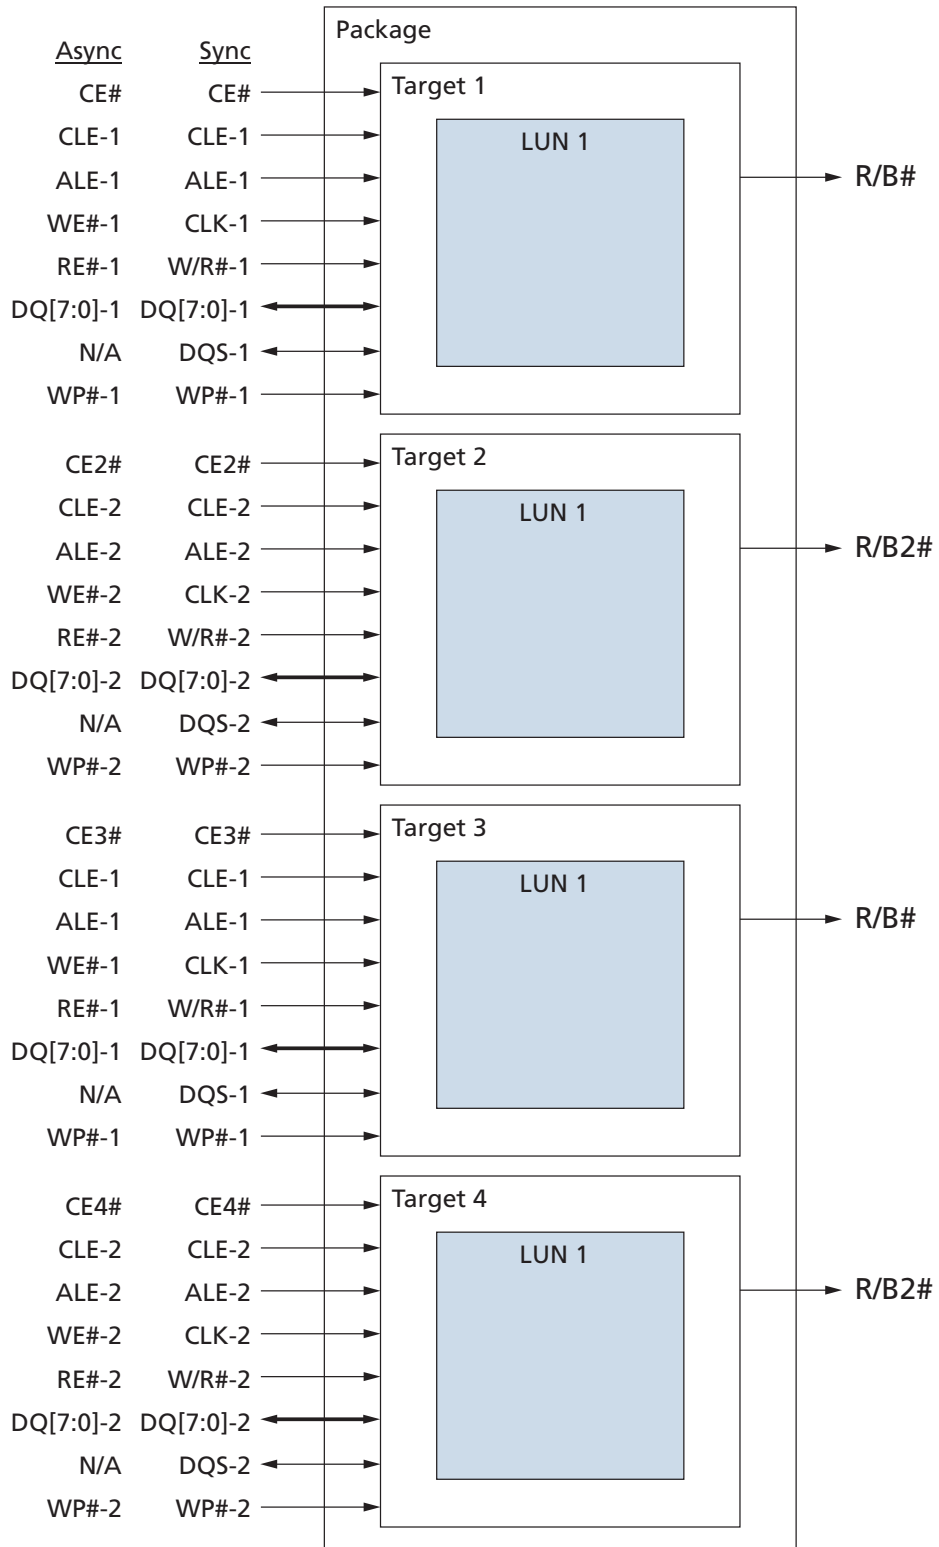 Package
Async Sync
Target 1
CE# CE#
LUN 1
CLE-1 CLE-1
ALE-1 ALE-1 R/B#
WE#-1 CLK-1
RE#-1 W/R#-1
DQ[7:0]-1 DQ[7:0]-1
N/A DQS-1
WP#-1 WP#-1
Target 2
CE2# CE2#
CLE-2 CLE-2 LUN 1
ALE-2 ALE-2 R/B2#
WE#-2 CLK-2
RE#-2 W/R#-2
DQ[7:0]-2 DQ[7:0]-2
N/A DQS-2
WP#-2 WP#-2
Target 3
CE3# CE3#
CLE-1 CLE-1 LUN 1
ALE-1 ALE-1 R/B#
WE#-1 CLK-1
RE#-1 W/R#-1
DQ[7:0]-1 DQ[7:0]-1
N/A DQS-1
WP#-1 WP#-1
Target 4
CE4# CE4#
CLE-2 CLE-2 LUN 1
ALE-2 ALE-2 R/B2#
WE#-2 CLK-2
RE#-2 W/R#-2
DQ[7:0]-2 DQ[7:0]-2
N/A DQS-2
WP#-2 WP#-2